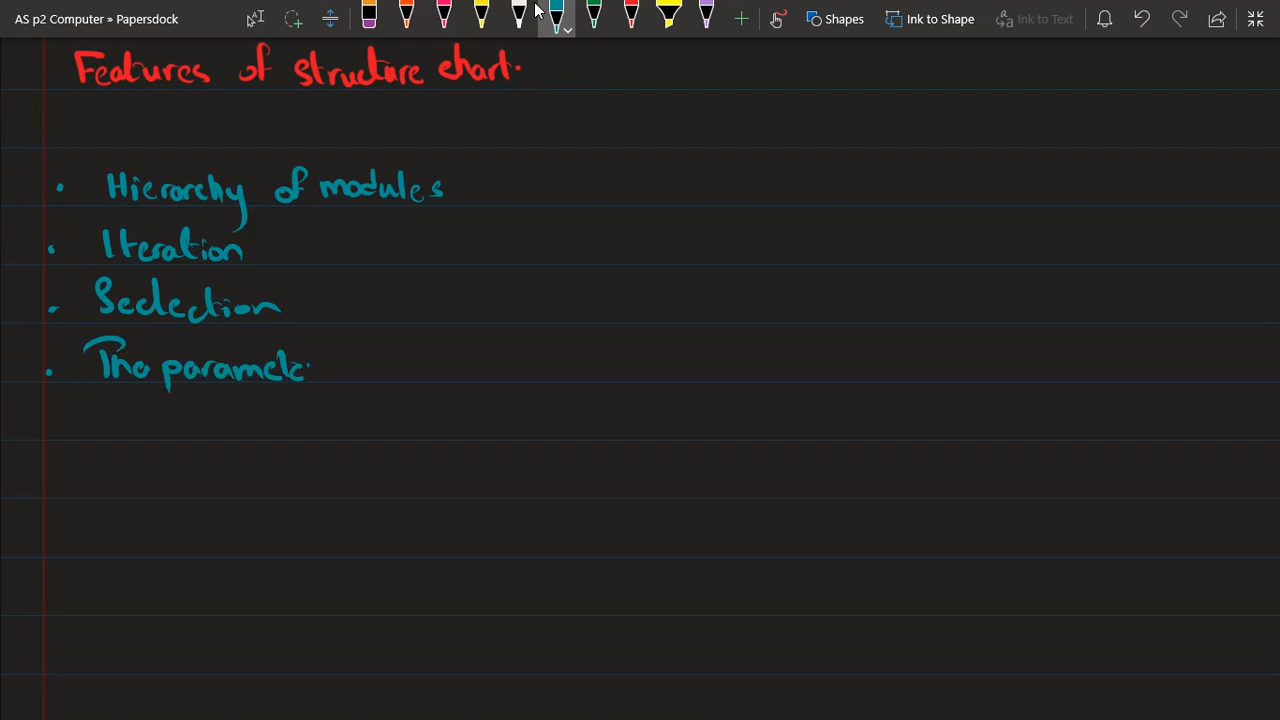 AS p2 Computer » Papersdock
Shapes
Ink to Shape
Ink to Text
Features of structure chart.
• Hierarchy of modules
• Iteration
• Selection
• The paramete